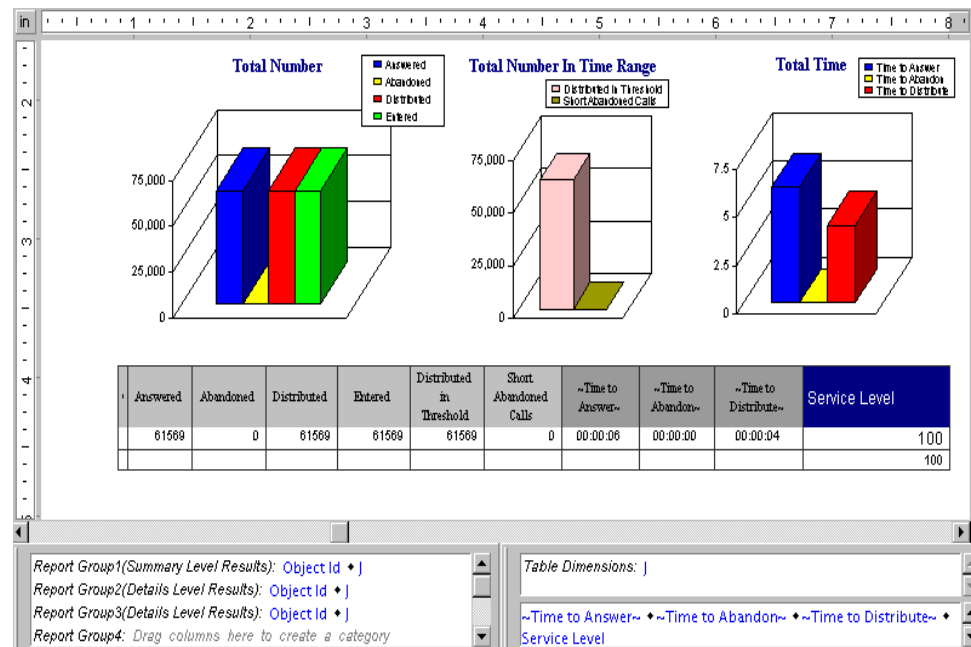 in 1 2 3 4 5 6 7 8
2
3
4
5
Total Number
Answered
Abandoned
Distributed
Entered
75,000
50,000
25,000
0
Total Number In Time Range
Distributed In Threshold
Short Abandoned Calls
75,000
50,000
25,000
0
Total Time
Time to Answer
Time to Abandon
Time to Distribute
7.5
5
2.5
0
Answered Abandoned Distributed Entered Distributed in Threshold Short Abandoned Calls ~Time to Answer~ ~Time to Abandon~ ~Time to Distribute~ Service Level
61569 0 61569 61569 61569 0 00:00:06 00:00:00 00:00:04 100
100
Report Group1(Summary Level Results): Object Id ◆
Report Group2(Details Level Results): Object Id ◆
Report Group3(Details Level Results): Object Id ◆
Report Group4: Drag columns here to create a category
Table Dimensions:
~Time to Answer~ ◆~Time to Abandon~ ◆~Time to Distribute~ ◆
Service Level